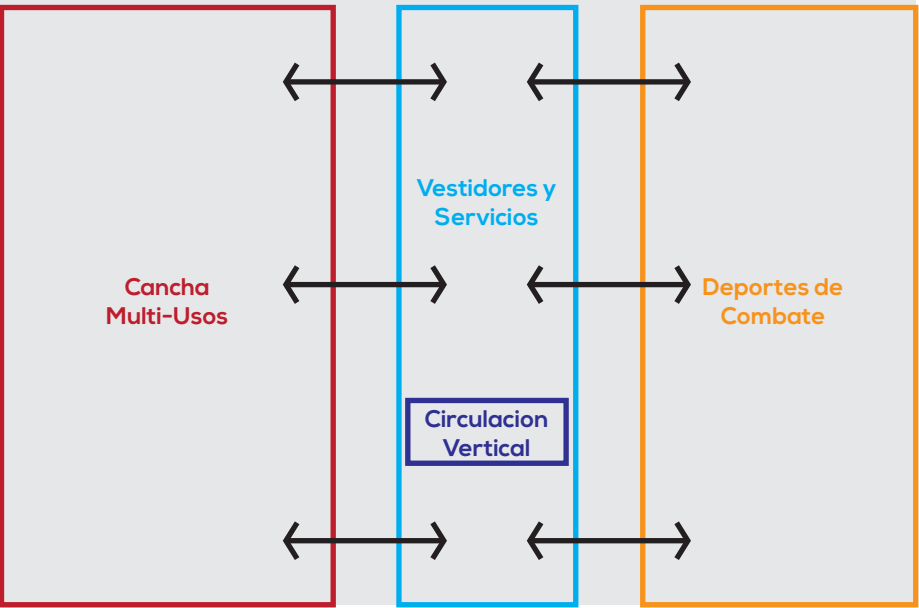 Vestidores y
Servicios
Cancha
Multi-Usos
Deportes de
Combate
Circulacion
Vertical